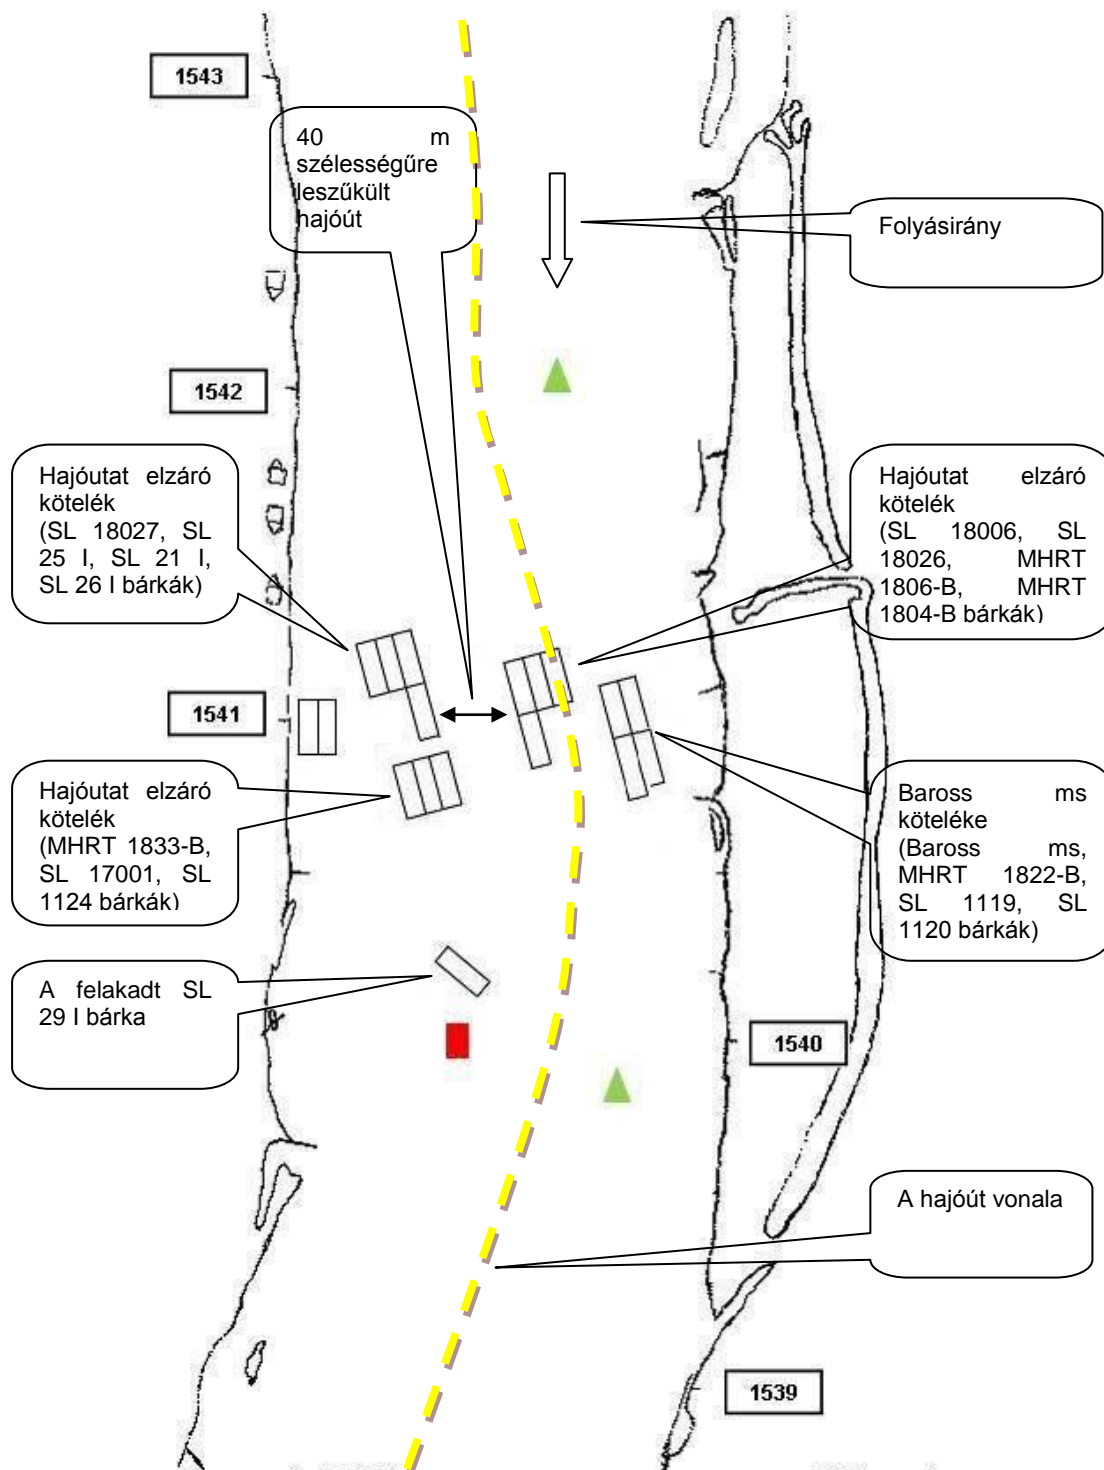 1543
40 m
szélességűre
leszűkült
hajóút
Folyásirány
1542
Hajóutat elzáró
kötelék
(SL 18027, SL
25 I, SL 21 I,
SL 26 I bárkák)
Hajóutat elzáró
kötelék
(SL 18006, SL
18026, MHRT
1806-B, MHRT
1804-B bárkák)
1541
Hajóutat elzáró
kötelék
(MHRT 1833-B,
SL 17001, SL
1124 bárkák)
Baross ms
köteléke
(Baross ms,
MHRT 1822-B,
SL 1119, SL
1120 bárkák)
A felakadt SL
29 I bárka
1540
A hajóút vonala
1539